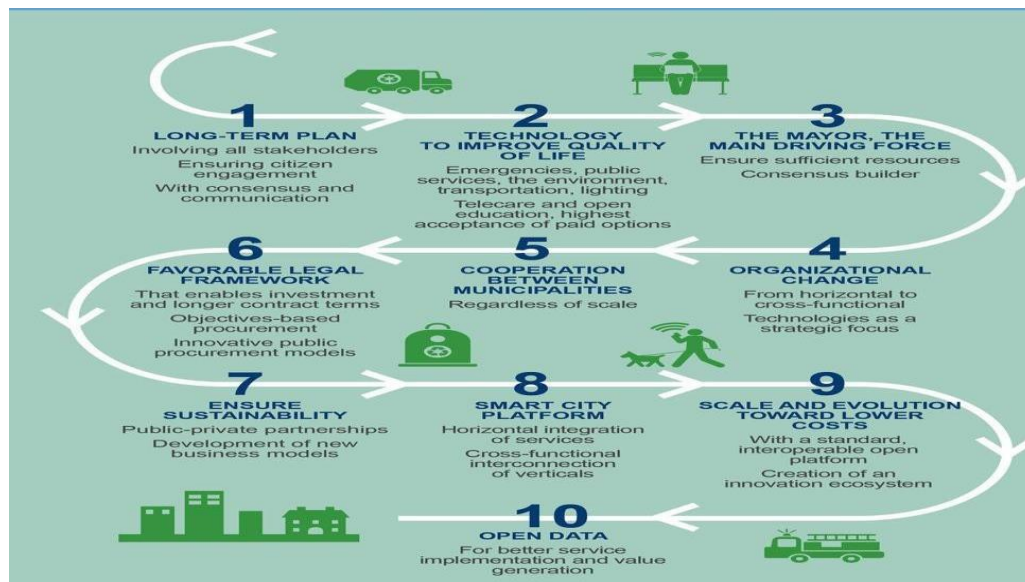 1
LONG-TERM PLAN
Involving all stakeholders
Ensuring citizen
engagement
With consensus and
communication
2
TECHNOLOGY
TO IMPROVE QUALITY
OF LIFE
Emergencies, public
services, the environment,
transportation, lighting
Telecare and open
education, highest
acceptance of paid options
3
THE MAYOR, THE
MAIN DRIVING FORCE
Ensure sufficient resources
Consensus builder
4
ORGANIZATIONAL
CHANGE
From horizontal to
cross-functional
Technologies as a
strategic focus
5
COOPERATION
BETWEEN
MUNICIPALITIES
Regardless of scale
6
FAVORABLE LEGAL
FRAMEWORK
That enables investment
and longer contract terms
Objectives-based
procurement
Innovative public
procurement models
7
ENSURE
SUSTAINABILITY
Public-private partnerships
Development of new
business models
8
SMART CITY
PLATFORM
Horizontal integration
of services
Cross-functional
interconnection
of verticals
9
SCALE AND EVOLUTION
TOWARD LOWER
COSTS
With a standard,
interoperable open
platform
Creation of an
innovation ecosystem
10
OPEN DATA
For better service
implementation and value
generation